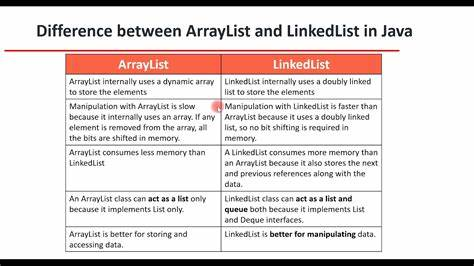 Difference between ArrayList and LinkedList in Java
ArrayList
LinkedList
ArrayList internally uses a dynamic array
to store the elements
LinkedList internally uses a doubly linked
list to store the elements
Manipulation with ArrayList is slow
because it internally uses an array. If any
element is removed from the array, all
the bits are shifted in memory.
Manipulation with LinkedList is faster than
ArrayList because it uses a doubly linked
list, so no bit shifting is required in
memory.
ArrayList consumes less memory than
LinkedList
A LinkedList consumes more memory than
an ArrayList because it also stores the next
and previous references along with the
data.
An ArrayList class can act as a list only
because it implements List only.
LinkedList class can act as a list and
queue both because it implements List
and Deque interfaces.
ArrayList is better for storing and
accessing data.
LinkedList is better for manipulating data.